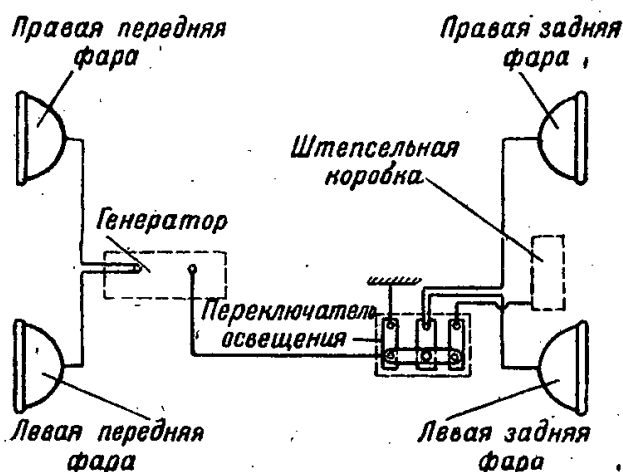 Правая передняя
фара
Правая задняя
фара
Штепсельная
коробка
Генератор
Переключатель
освещения
Левая передняя
фара
Левая задняя
фара